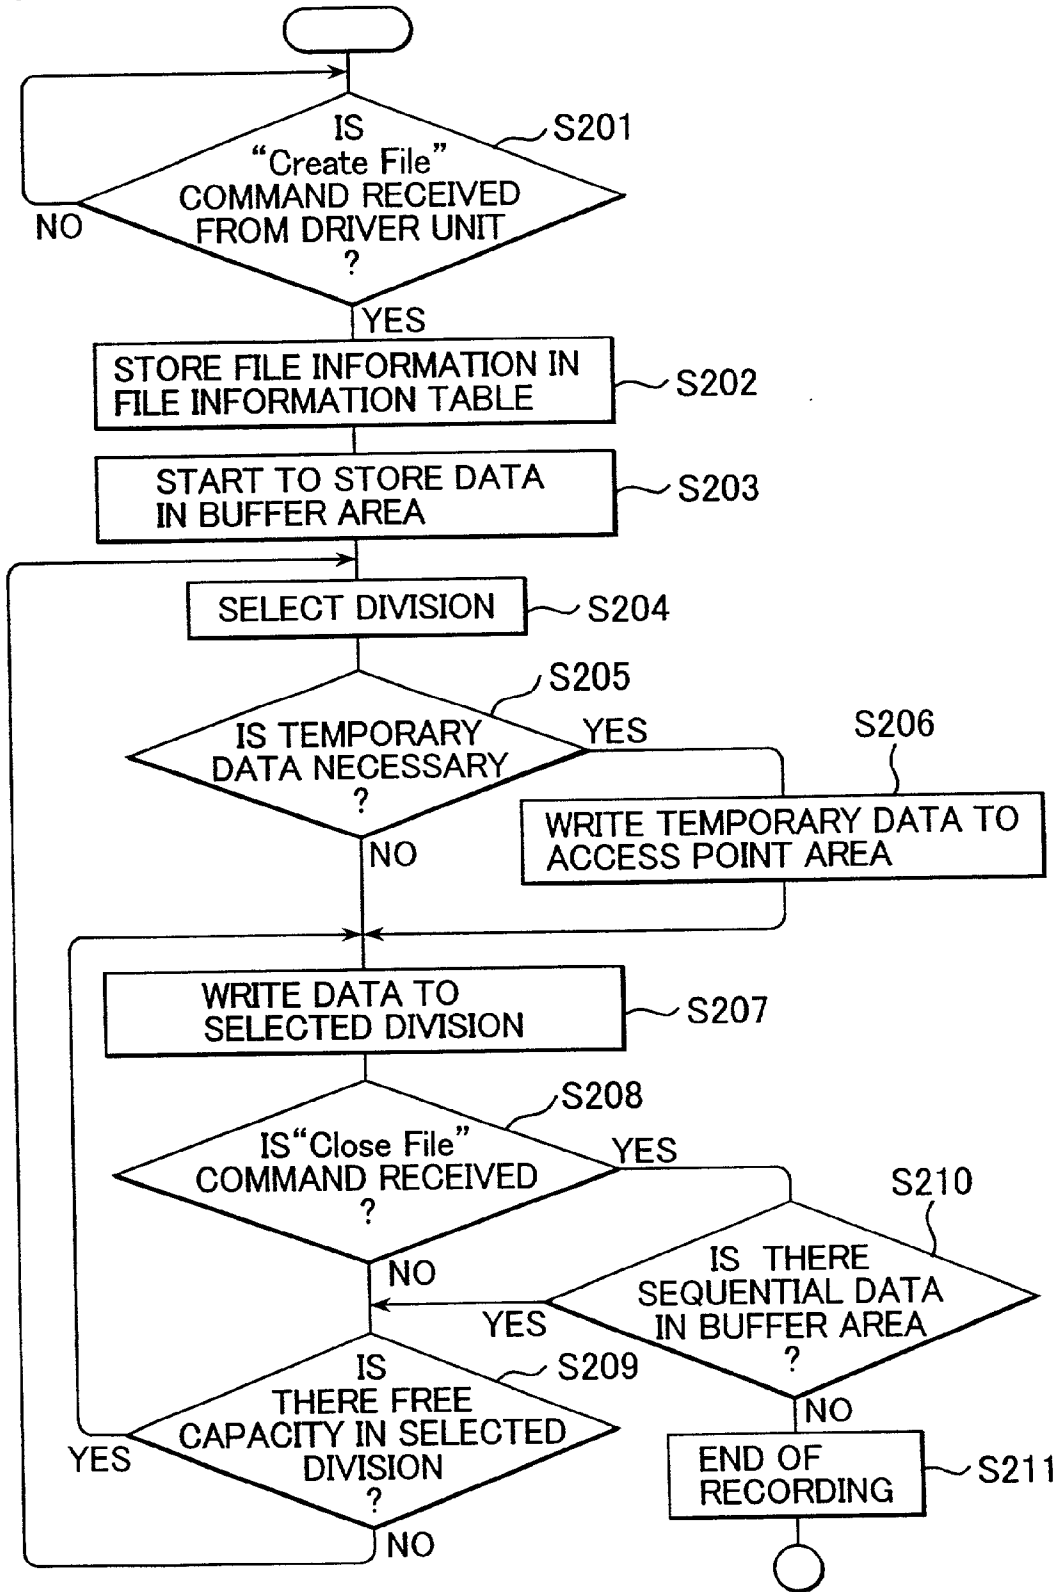 IS
“Create File”
COMMAND RECEIVED
FROM DRIVER UNIT
?
S201
NO
YES
STORE FILE INFORMATION IN
FILE INFORMATION TABLE
S202
START TO STORE DATA
IN BUFFER AREA
S203
SELECT DIVISION
S204
S205
IS TEMPORARY
DATA NECESSARY
?
YES
NO
S206
WRITE TEMPORARY DATA TO
ACCESS POINT AREA
WRITE DATA TO
SELECTED DIVISION
S207
S208
IS“Close File”
COMMAND RECEIVED
?
YES
NO
S210
IS THERE
SEQUENTIAL DATA
IN BUFFER AREA
?
YES
NO
S209
IS
THERE FREE
CAPACITY IN SELECTED
DIVISION
?
YES
NO
END OF
RECORDING
S211